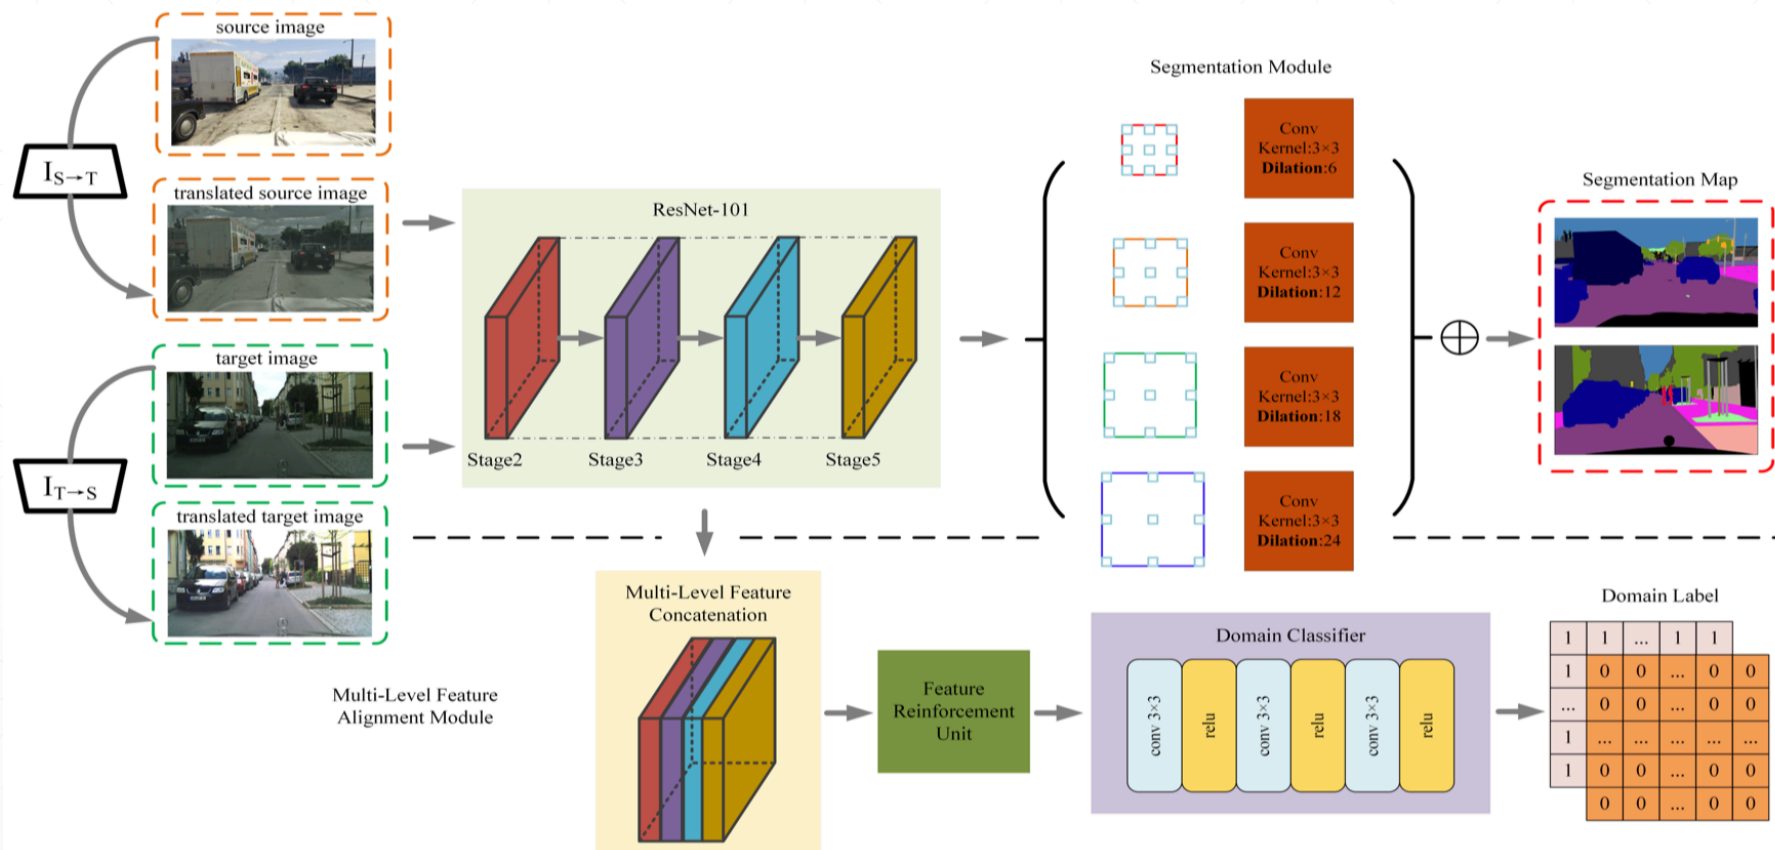 source image
I S→T
translated source image
target image
I T→S
translated target image
ResNet-101
Stage2 Stage3 Stage4 Stage5
Segmentation Module
Conv
Kernel:3×3
Dilation:6
Conv
Kernel:3×3
Dilation:12
Conv
Kernel:3×3
Dilation:18
Conv
Kernel:3×3
Dilation:24
Segmentation Map
Multi-Level Feature
Alignment Module
Multi-Level Feature
Concatenation
Feature
Reinforcement
Unit
Domain Classifier
conv 3×3
relu
conv 3×3
relu
conv 3×3
relu
Domain Label
1 1 ... 1 1
1 0 0 ... 0 0
... 0 0 ... 0 0
1 ... ... ... ... ...
1 0 0 ... 0 0
0 0 ... 0 0